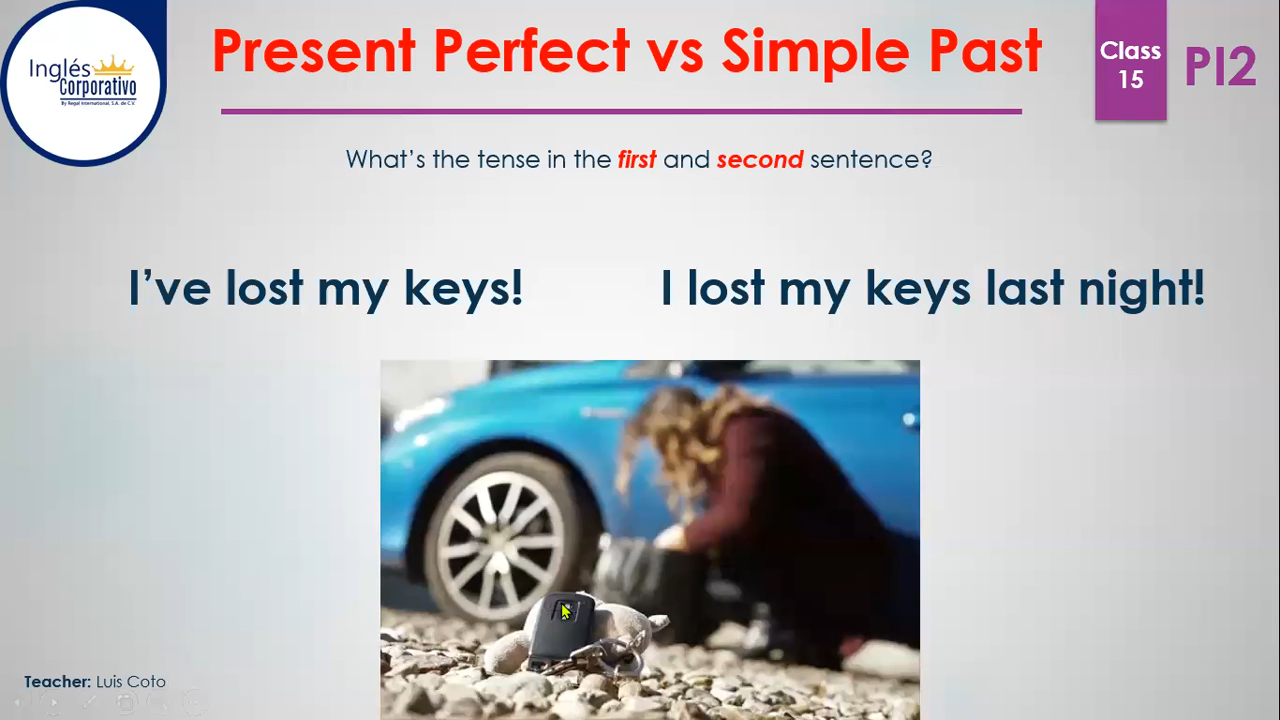 Inglés
Corporativo
By Regal International, S.A. de C.V.
Present Perfect vs Simple Past
Class
15
PI2
What's the tense in the first and second sentence?
I've lost my keys!
I lost my keys last night!
Teacher: Luis Coto